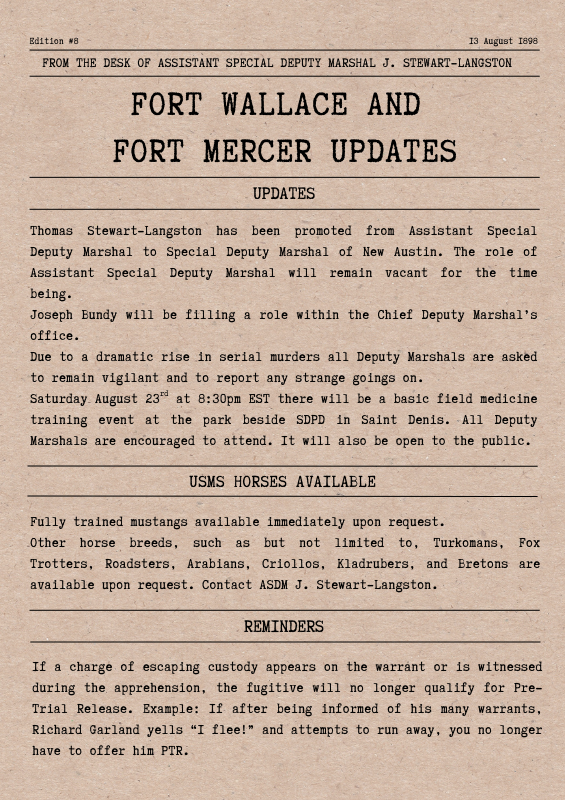 Edition #8
13 August 1898
FROM THE DESK OF ASSISTANT SPECIAL DEPUTY MARSHAL J. STEWART-LANGSTON
FORT WALLACE AND
FORT MERCER UPDATES
UPDATES
Thomas Stewart-Langston has been promoted from Assistant Special
Deputy Marshal to Special Deputy Marshal of New Austin. The role of
Assistant Special Deputy Marshal will remain vacant for the time
being.
Joseph Bundy will be filling a role within the Chief Deputy Marshal's
office.
Due to a dramatic rise in serial murders all Deputy Marshals are asked
to remain vigilant and to report any strange goings on.
Saturday August 23rd at 8:30pm EST there will be a basic field medicine
training event at the park beside SDPD in Saint Denis. All Deputy
Marshals are encouraged to attend. It will also be open to the public.
USMS HORSES AVAILABLE
Fully trained mustangs available immediately upon request.
Other horse breeds, such as but not limited to, Turkomans, Fox
Trotters, Roadsters, Arabians, Criollos, Kladrubers, and Bretons are
available upon request. Contact ASDM J. Stewart-Langston.
REMINDERS
If a charge of escaping custody appears on the warrant or is witnessed
during the apprehension, the fugitive will no longer qualify for Pre-
Trial Release. Example: If after being informed of his many warrants,
Richard Garland yells “I flee!” and attempts to run away, you no longer
have to offer him PTR.